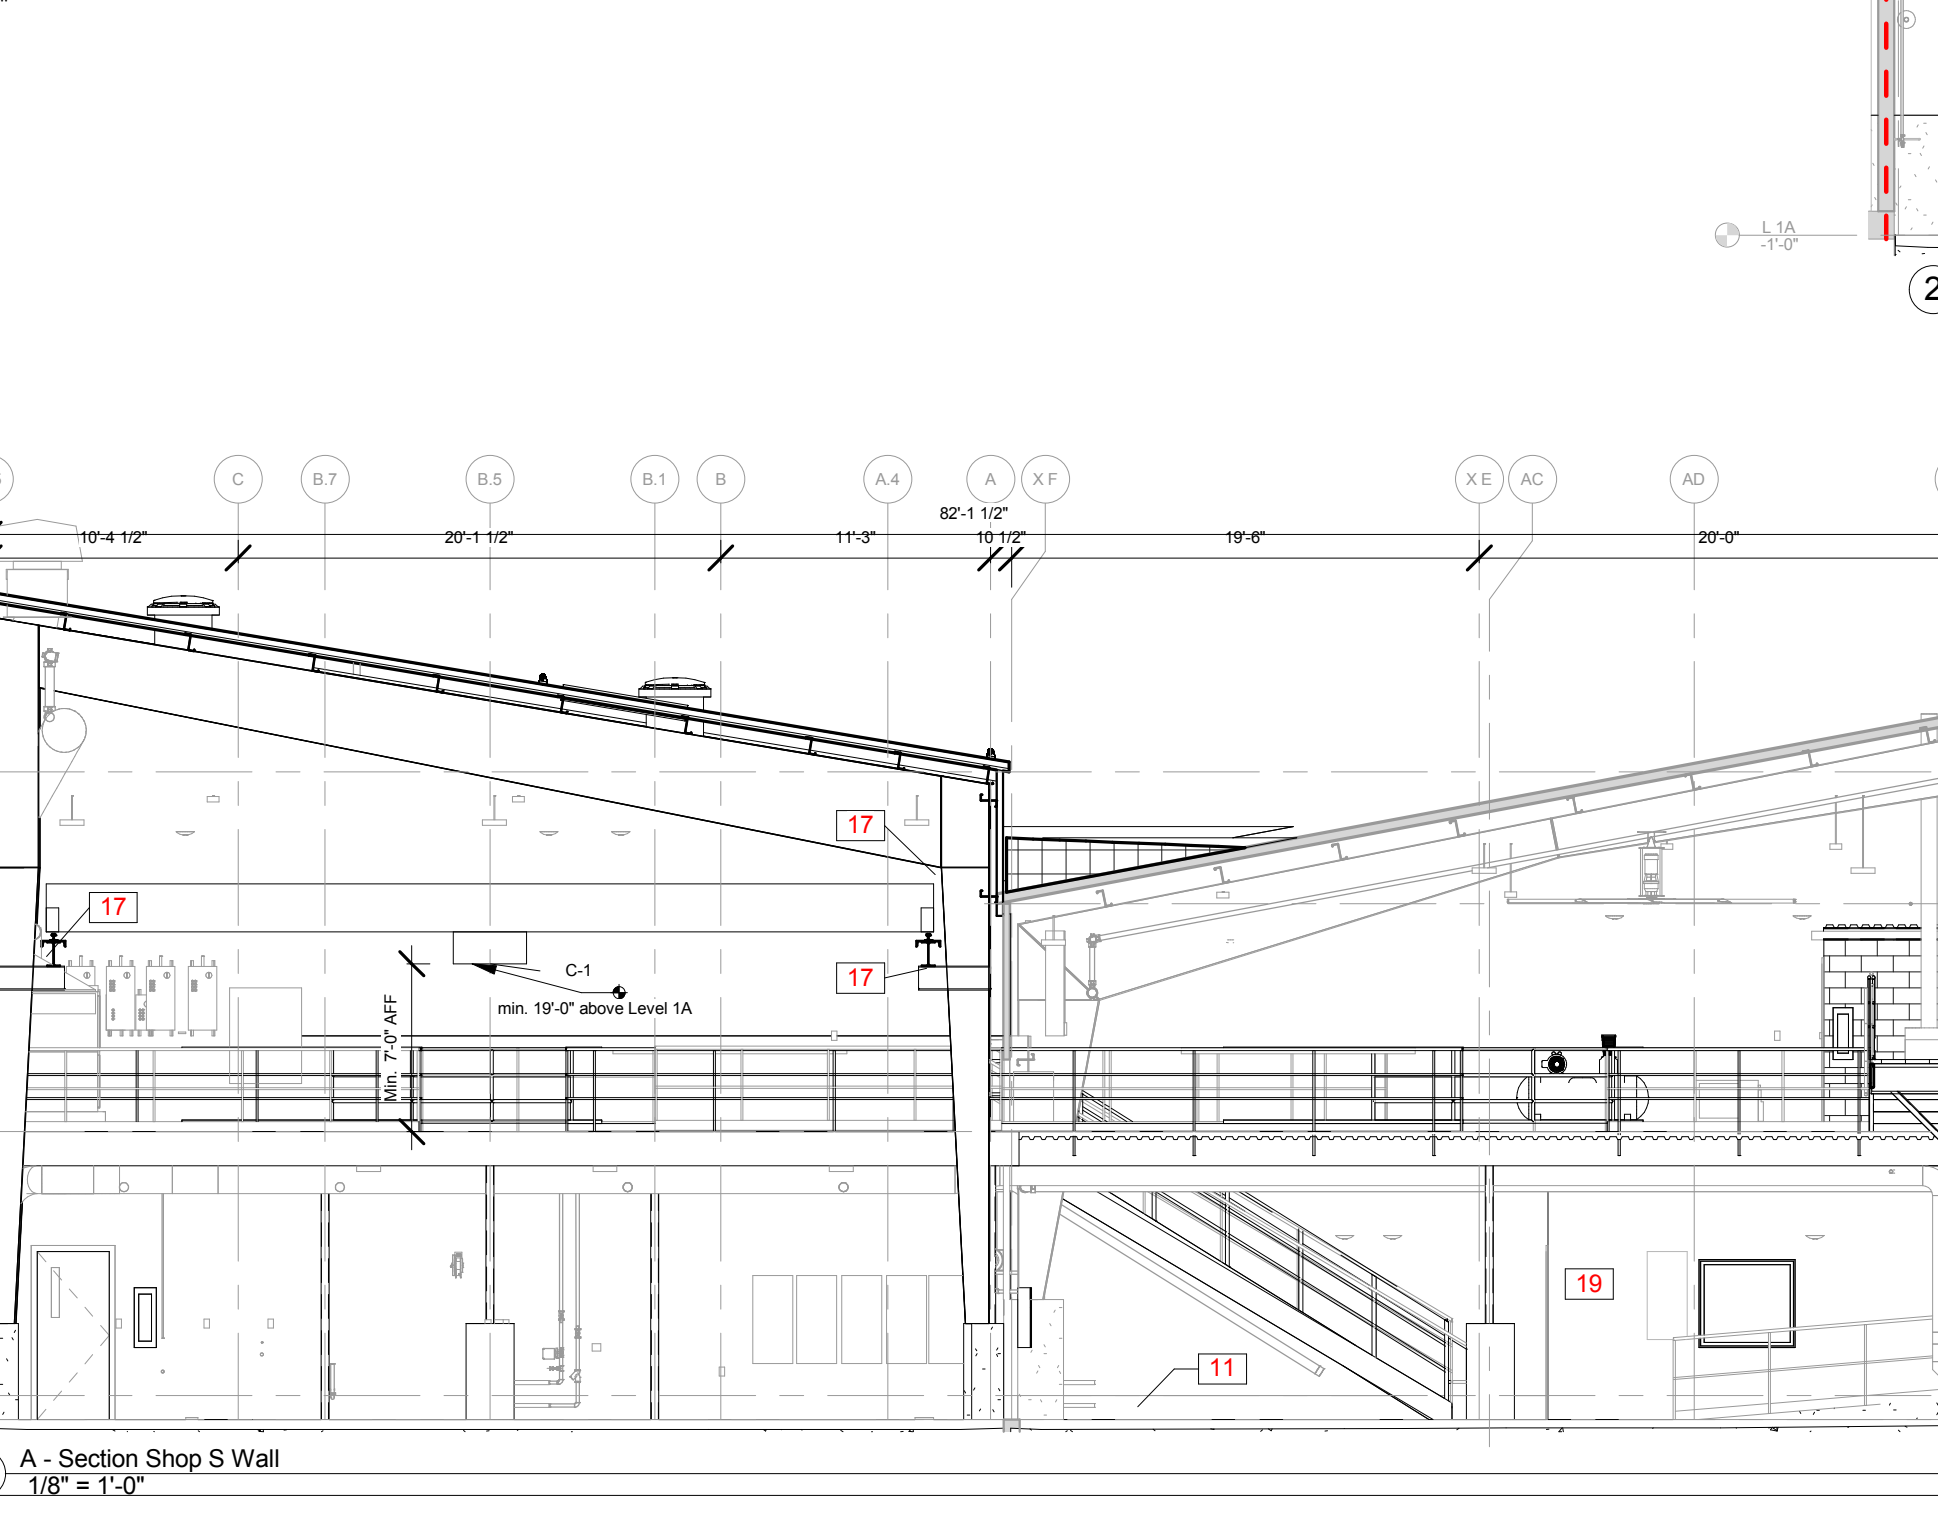 L 1A
-1'-0"
2
C
B.7
B.5
B.1
B
A.4
A
X F
X E
AC
AD
82'-1 1/2"
10'-4 1/2"
20'-1 1/2"
11'-3"
10 1/2"
19'-6"
20'-0"
17
17
17
C-1
min. 19'-0" above Level 1A
Min. 7'-0" AFF
19
11
A - Section Shop S Wall
1/8" = 1'-0"